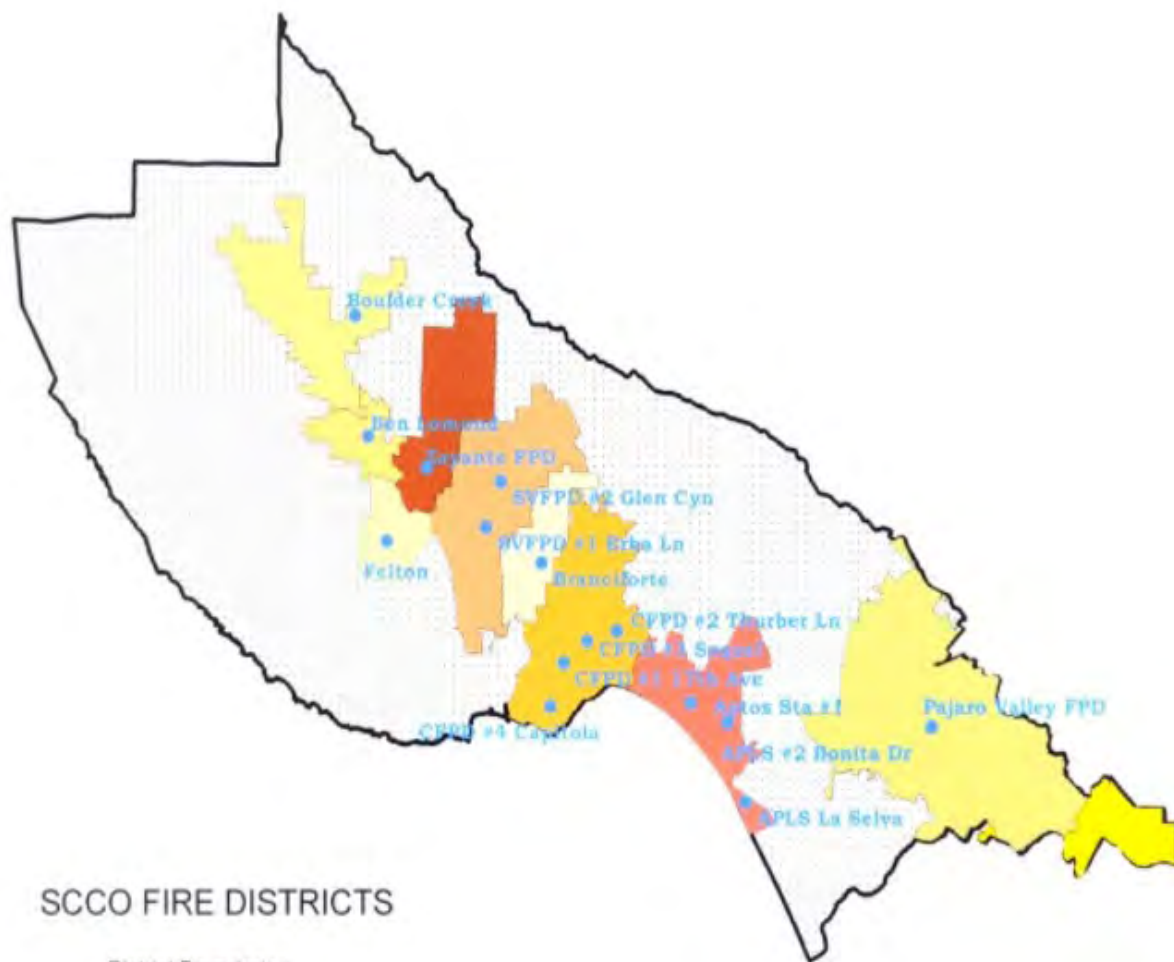 Boulder Creek
Ben Lomond
Zayante FPD
SVFPD #2 Glen Cyn
SVFPD #1 Erba Ln
Felton
Branciforte
CFPD #2 Thurber Ln
CFPD #3 Soquel
CFPD #1 17th Ave
Aptos Sta #1
Pajaro Valley FPD
CFPD #4 Capitola
APLS #2 Bonita Dr
APLS La Selva
SCCO FIRE DISTRICTS